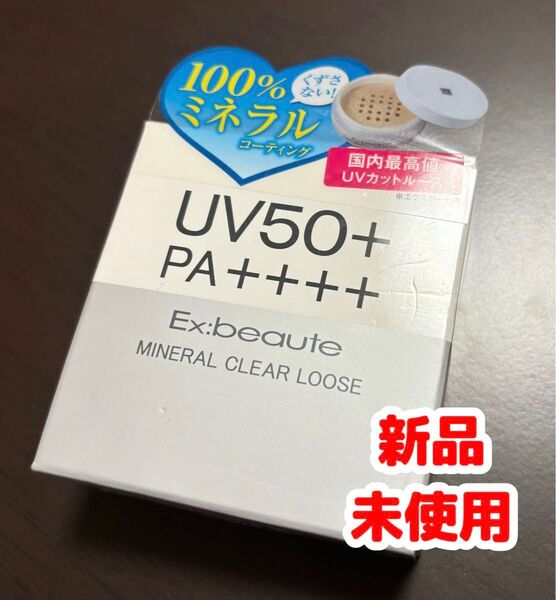 100%
ミネラル
コーティング
くずさ
ない!
国内最高値
UVカットルース
UV50+
PA++++
Ex:beaute
MINERAL CLEAR LOOSE
新品
未使用